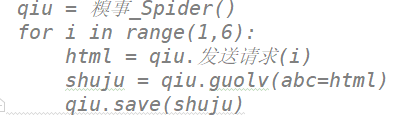 qiu = 糗事_Spider()
for i in range(1,6):
    html = qiu.发送请求(i)
    shuju = qiu.guolv(abc=html)
    qiu.save(shuju)